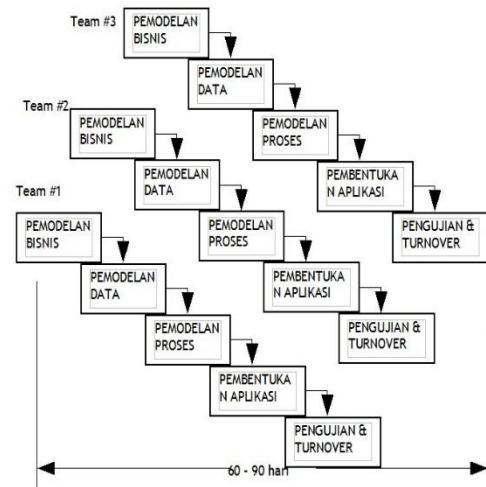 Team #3
PEMODELAN
BISNIS
PEMODELAN
DATA
PEMODELAN
PROSES
PEMBENTUKA
N APLIKASI
PENGUJIAN &
TURNOVER
Team #2
PEMODELAN
BISNIS
PEMODELAN
DATA
PEMODELAN
PROSES
PEMBENTUKA
N APLIKASI
PENGUJIAN &
TURNOVER
Team #1
PEMODELAN
BISNIS
PEMODELAN
DATA
PEMODELAN
PROSES
PEMBENTUKA
N APLIKASI
PENGUJIAN &
TURNOVER
60 - 90 hari